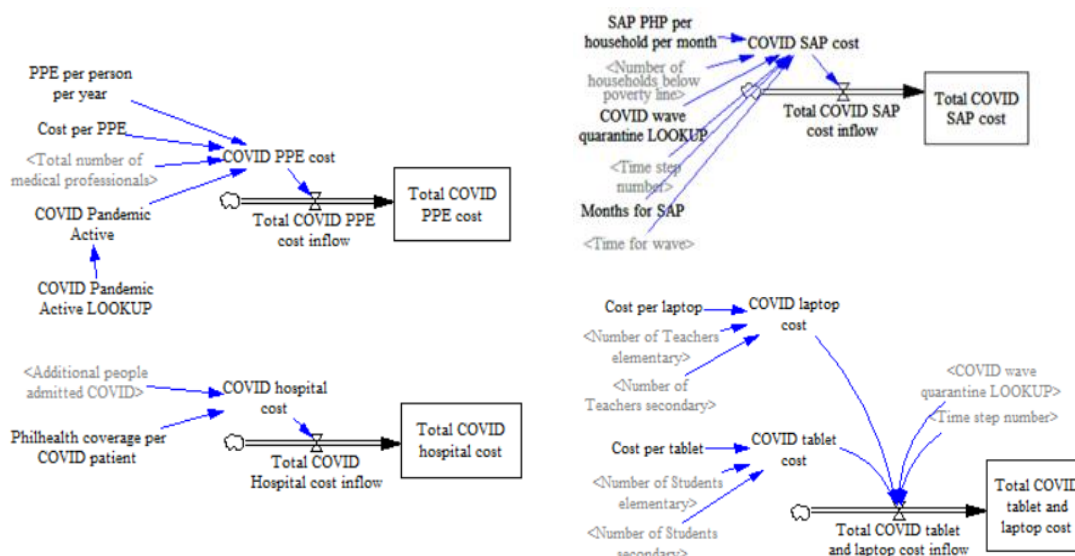 PPE per person
per year
Cost per PPE
<Total number of
medical professionals>
COVID Pandemic
Active
COVID Pandemic
Active LOOKUP
COVID PPE cost
Total COVID PPE
cost inflow
Total COVID
PPE cost
<Additional people
admitted COVID>
Philhealth coverage per
COVID patient
COVID hospital
cost
Total COVID
Hospital cost inflow
Total COVID
hospital cost
SAP PHP per
household per month
<Number of
households below
poverty line>
COVID wave
quarantine LOOKUP
<Time step
number>
Months for SAP
<Time for wave>
COVID SAP cost
Total COVID SAP
cost inflow
Total COVID
SAP cost
Cost per laptop
<Number of Teachers
elementary>
<Number of
Teachers secondary>
COVID laptop
cost
Cost per tablet
<Number of Students
elementary>
<Number of Students
secondary>
COVID tablet
cost
<COVID wave
quarantine LOOKUP>
<Time step number>
Total COVID tablet
and laptop cost inflow
Total COVID
tablet and
laptop cost